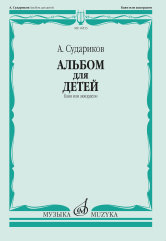 А. Судариков
АЛЬБОМ
для
ДЕТЕЙ
Баян или аккордеон
МУЗЫКА MUZYKA